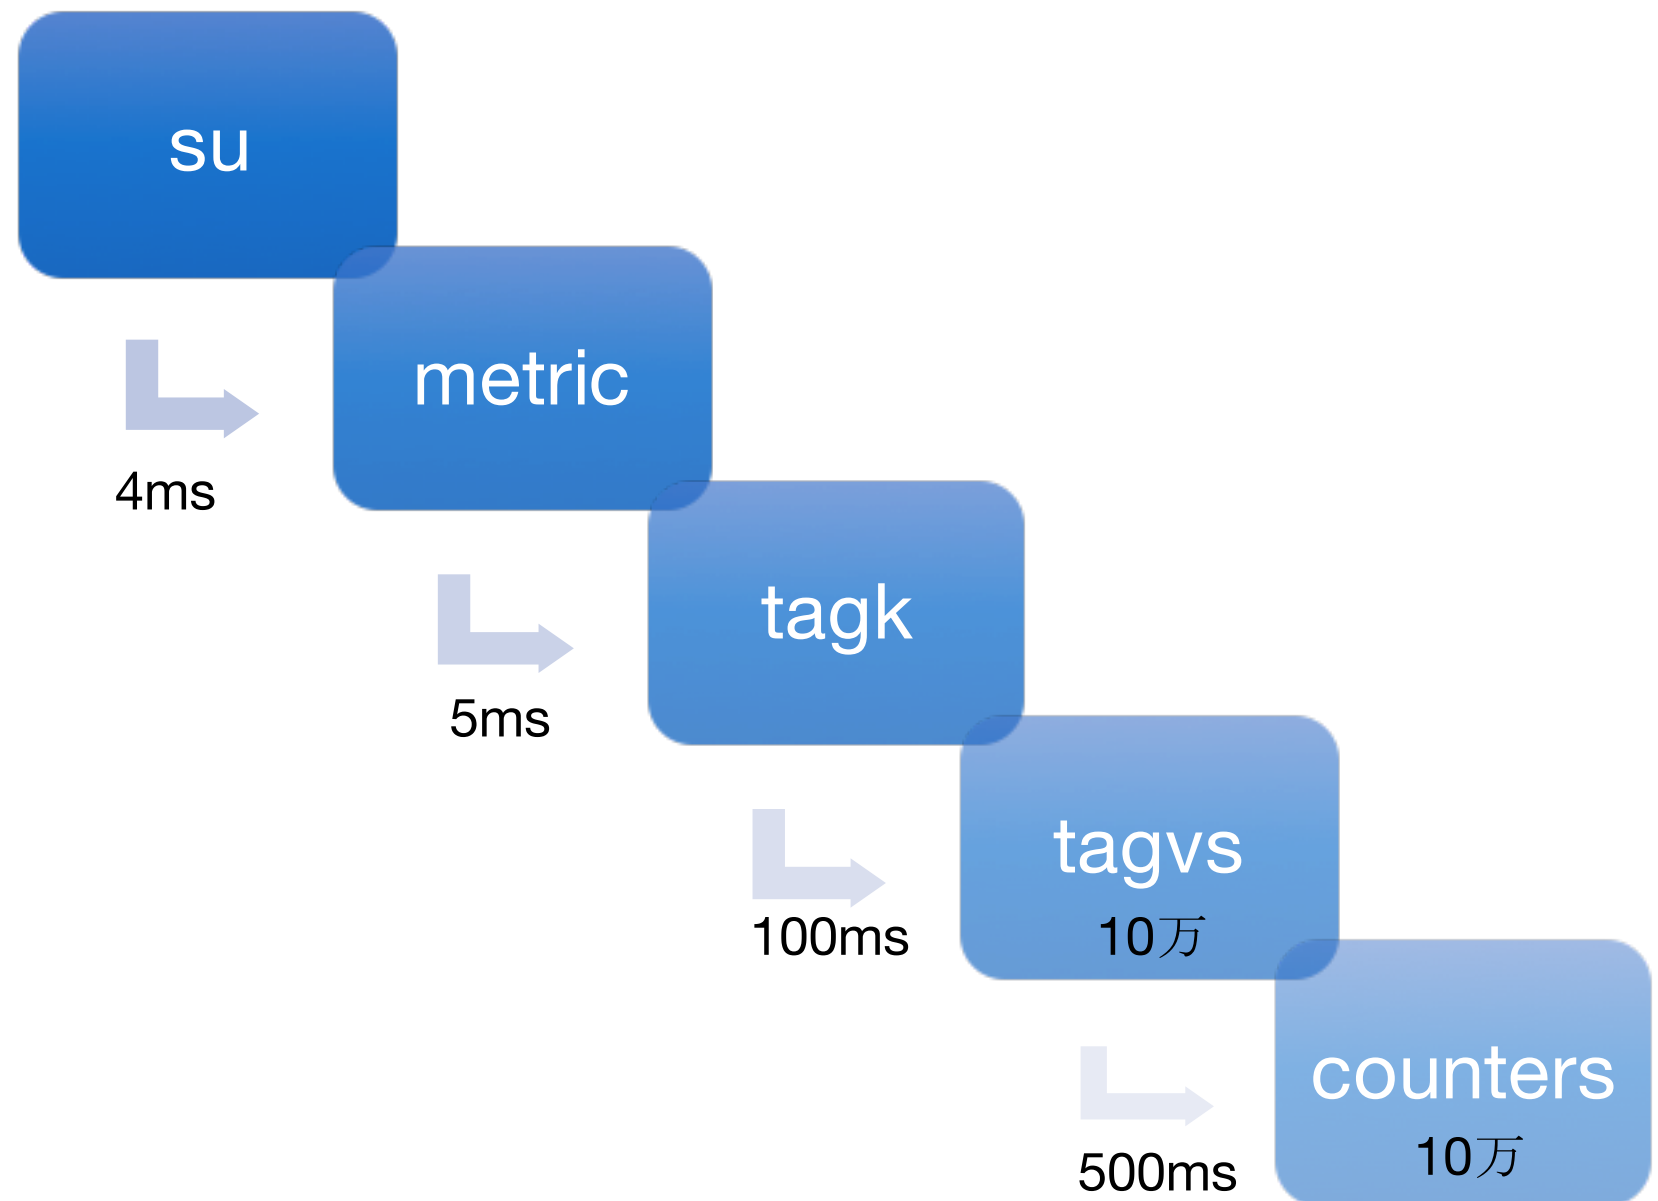 su
metric
4ms
tagk
5ms
tagvs
10万
100ms
counters
10万
500ms